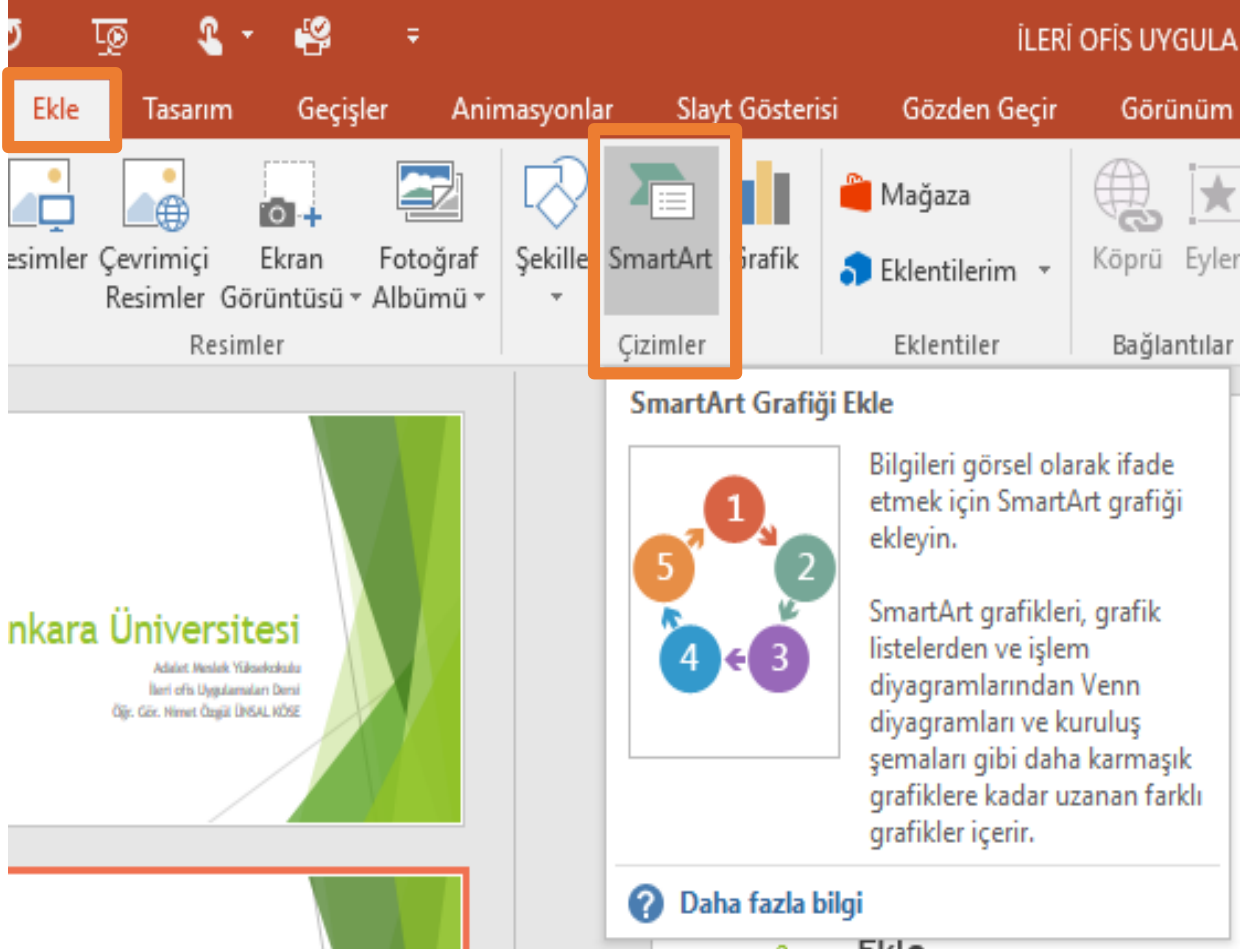 İLERİ OFİS UYGULA
Ekle Tasarım Geçişler Animasyonlar Slayt Gösterisi Gözden Geçir Görünüm
esimler Çevrimiçi Resimler Ekran Görüntüsü Fotoğraf Albümü Şekille SmartArt Grafik Mağaza Eklentilerim Köprü Eylem
Resimler Çizimler Eklentiler Bağlantılar
SmartArt Grafiği Ekle
1
2
3
4
5
Bilgileri görsel olarak ifade
etmek için SmartArt grafiği
ekleyin.
SmartArt grafikleri, grafik
listelerden ve işlem
diyagramlarından Venn
diyagramları ve kuruluş
şemaları gibi daha karmaşık
grafiklere kadar uzanan farklı
grafikler içerir.
? Daha fazla bilgi
nkara Üniversitesi
Adalet Meslek Yüksekokulu
İleri ofis Uygulamaları Dersi
Öğr. Gör. Nimet Özgül ÜNSAL KÖSE
Ekle